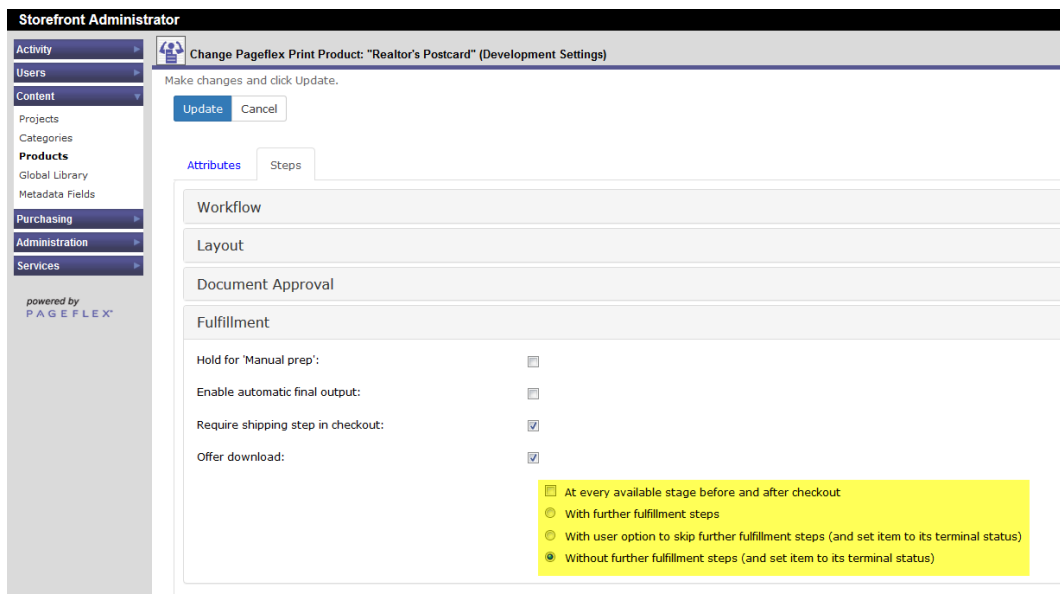 Storefront Administrator
Activity
Users
Content
Projects
Categories
Products
Global Library
Metadata Fields
Purchasing
Administration
Services
powered by
PAGEFLEX
Change Pageflex Print Product: "Realtor's Postcard" (Development Settings)
Make changes and click Update.
Update Cancel
Attributes Steps
Workflow
Layout
Document Approval
Fulfillment
Hold for 'Manual prep':
Enable automatic final output:
Require shipping step in checkout:
Offer download:
At every available stage before and after checkout
With further fulfillment steps
With user option to skip further fulfillment steps (and set item to its terminal status)
Without further fulfillment steps (and set item to its terminal status)